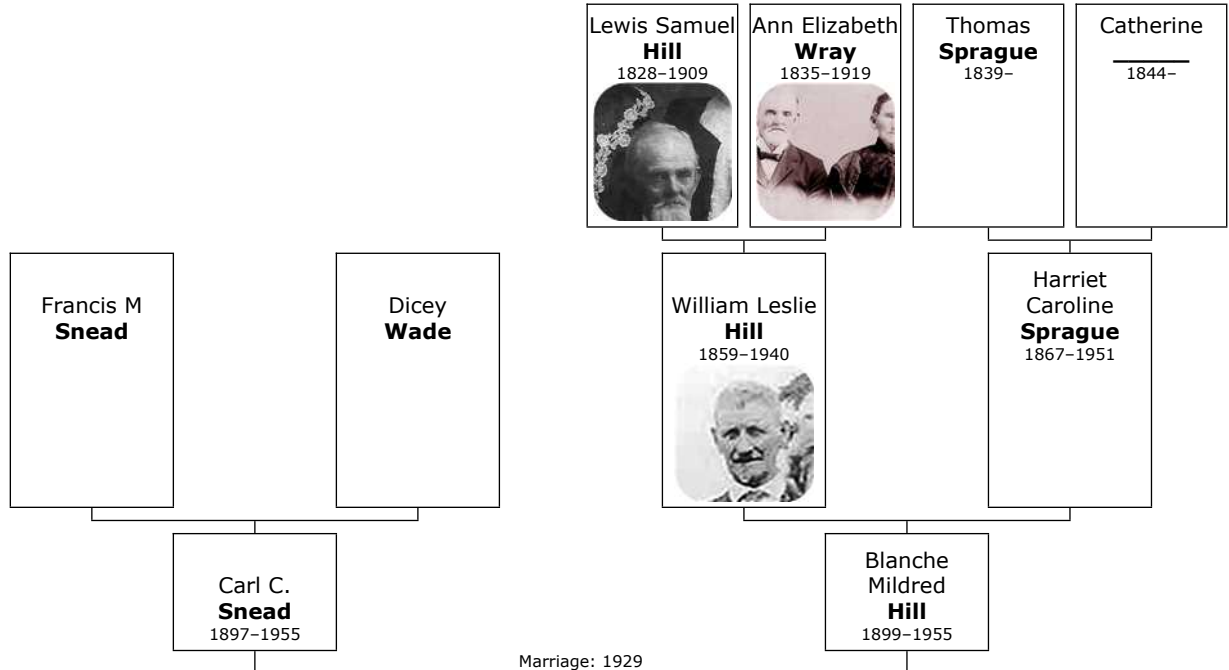 Lewis Samuel
Hill
1828–1909
Ann Elizabeth
Wray
1835–1919
Thomas
Sprague
1839–
Catherine
_______
1844–
Francis M
Snead
Dicey
Wade
William Leslie
Hill
1859–1940
Harriet
Caroline
Sprague
1867–1951
Carl C.
Snead
1897–1955
Blanche
Mildred
Hill
1899–1955
Marriage: 1929